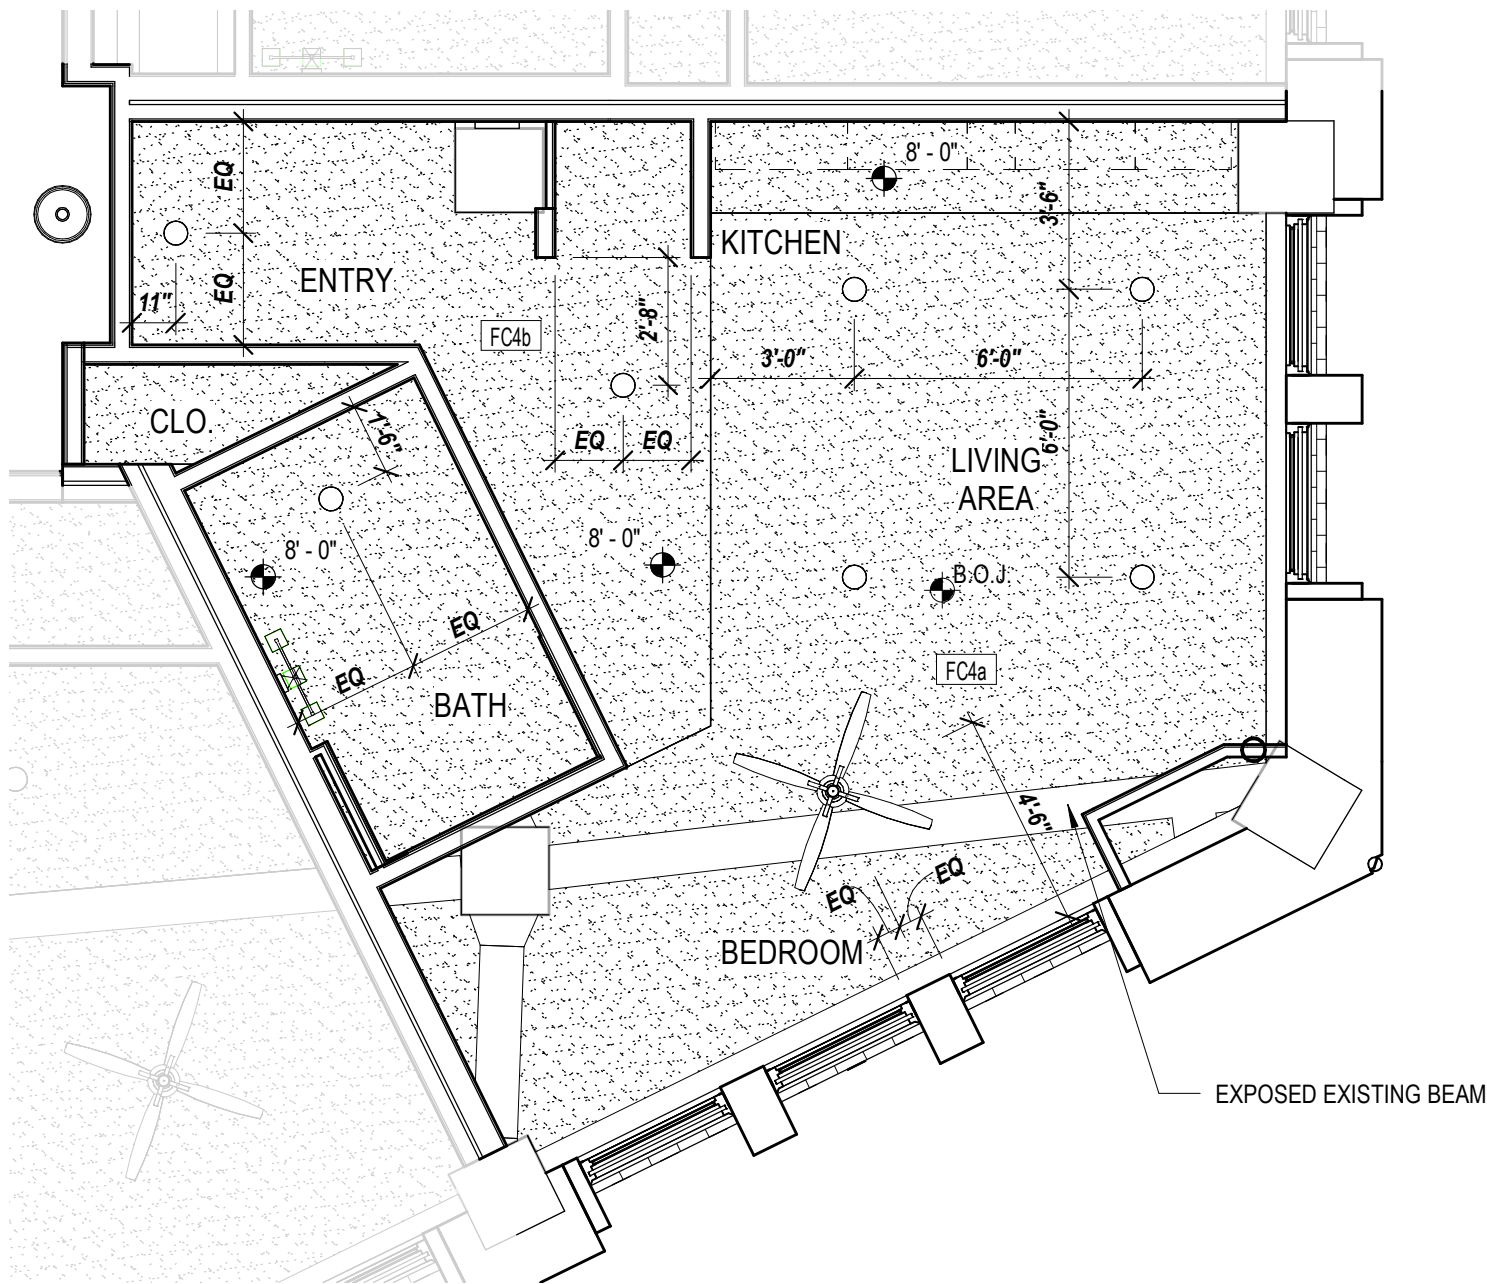 8' - 0"
EQ
3'-6"
KITCHEN
ENTRY
EQ
11"
2'-8"
FC4b
3'-0"
6'-0"
CLO.
1'-6"
EQ
EQ
6'-0"
LIVING
AREA
8' - 0"
8' - 0"
B.O.J.
EQ
FC4a
EQ
BATH
4'-6"
EQ
EQ
BEDROOM
EXPOSED EXISTING BEAM